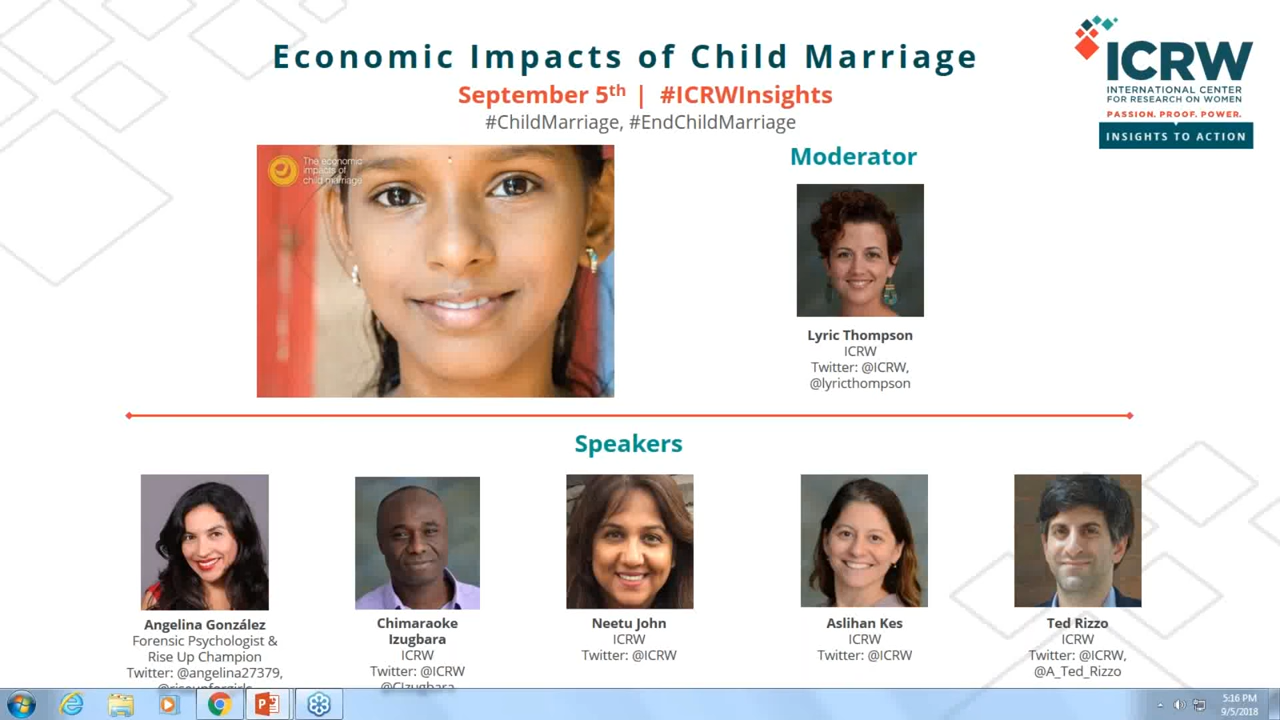 Economic Impacts of Child Marriage
September 5th | #ICRWInsights
#ChildMarriage, #EndChildMarriage
ICRW
INTERNATIONAL CENTER
FOR RESEARCH ON WOMEN
PASSION. PROOF. POWER.
INSIGHTS TO ACTION
The economic
impacts of
child marriage
Moderator
Lyric Thompson
ICRW
Twitter: @ICRW,
@lyricthompson
Speakers
Angelina González
Forensic Psychologist &
Rise Up Champion
Twitter: @angelina27379,
@riseupforgirls
Chimaraoke
Izugbara
ICRW
Twitter: @ICRW
@CIzugbara
Neetu John
ICRW
Twitter: @ICRW
Aslihan Kes
ICRW
Twitter: @ICRW
Ted Rizzo
ICRW
Twitter: @ICRW,
@A_Ted_Rizzo
5:16 PM
9/5/2018